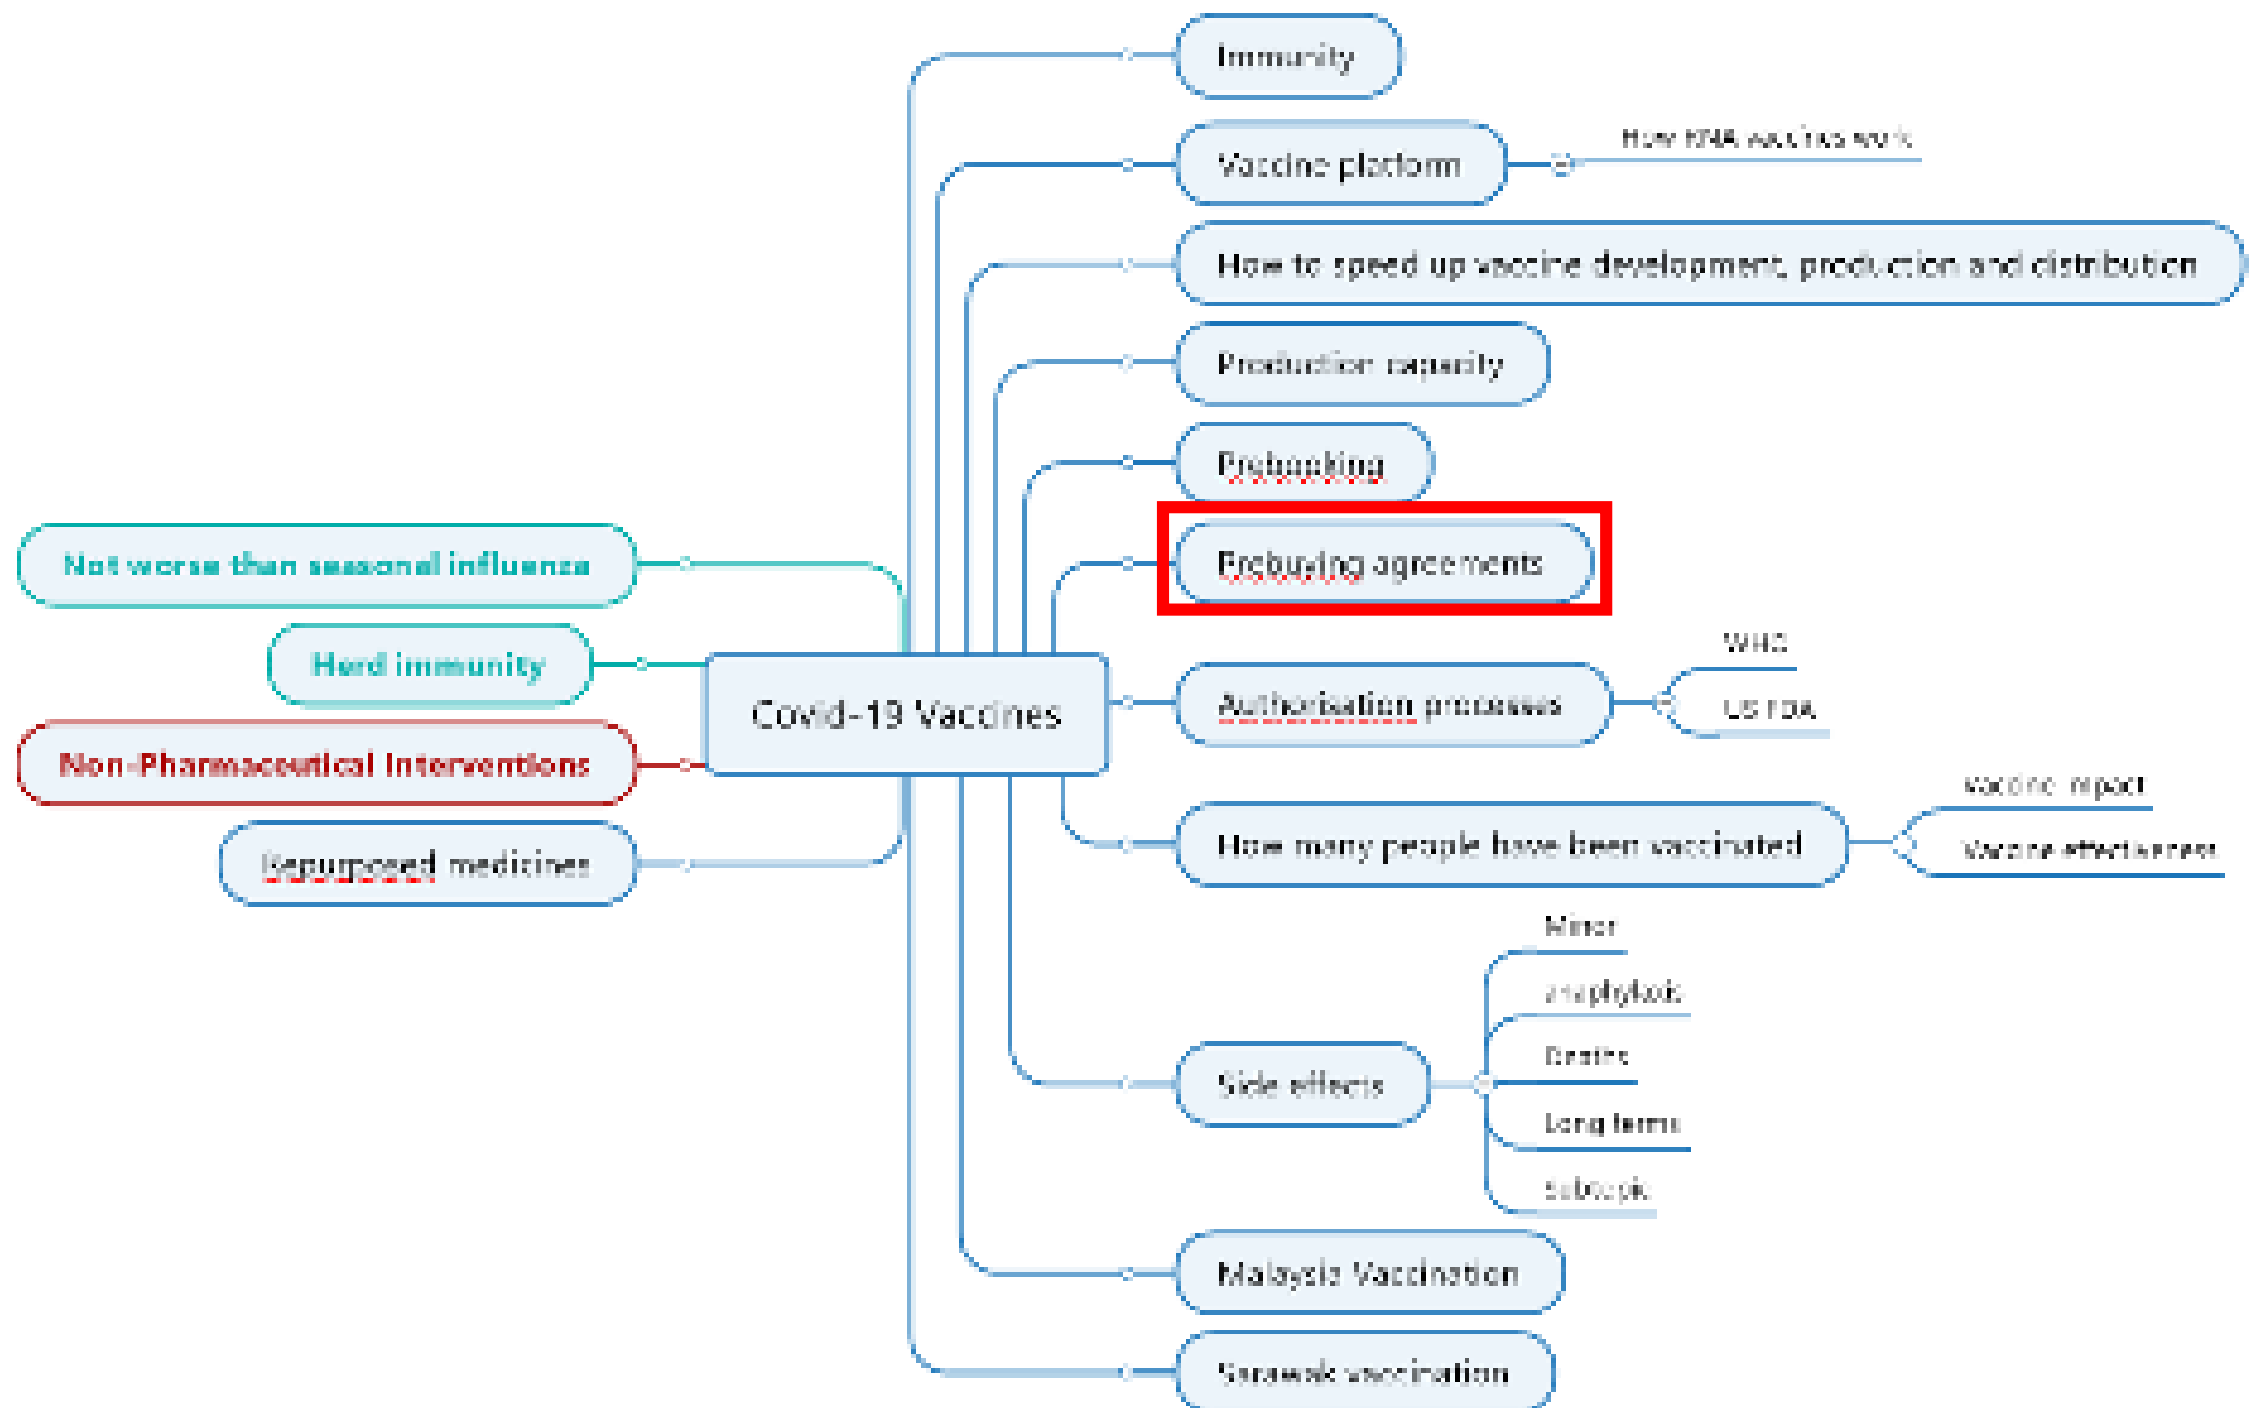 Immunity
Vaccine platform
How RNA vaccines work
How to speed up vaccine development, production and distribution
Production capacity
Prebooking
Prebuying agreements
Not worse than seasonal influenza
Herd immunity
Non-Pharmaceutical Interventions
Repurposed medicines
Covid-19 Vaccines
Authorisation processes
WHO
US FDA
How many people have been vaccinated
Vaccine impact
Vaccine effectiveness
Side effects
Minor
anaphylaxis
Deaths
Long terms
Subtopic
Malaysia Vaccination
Sarawak vaccination